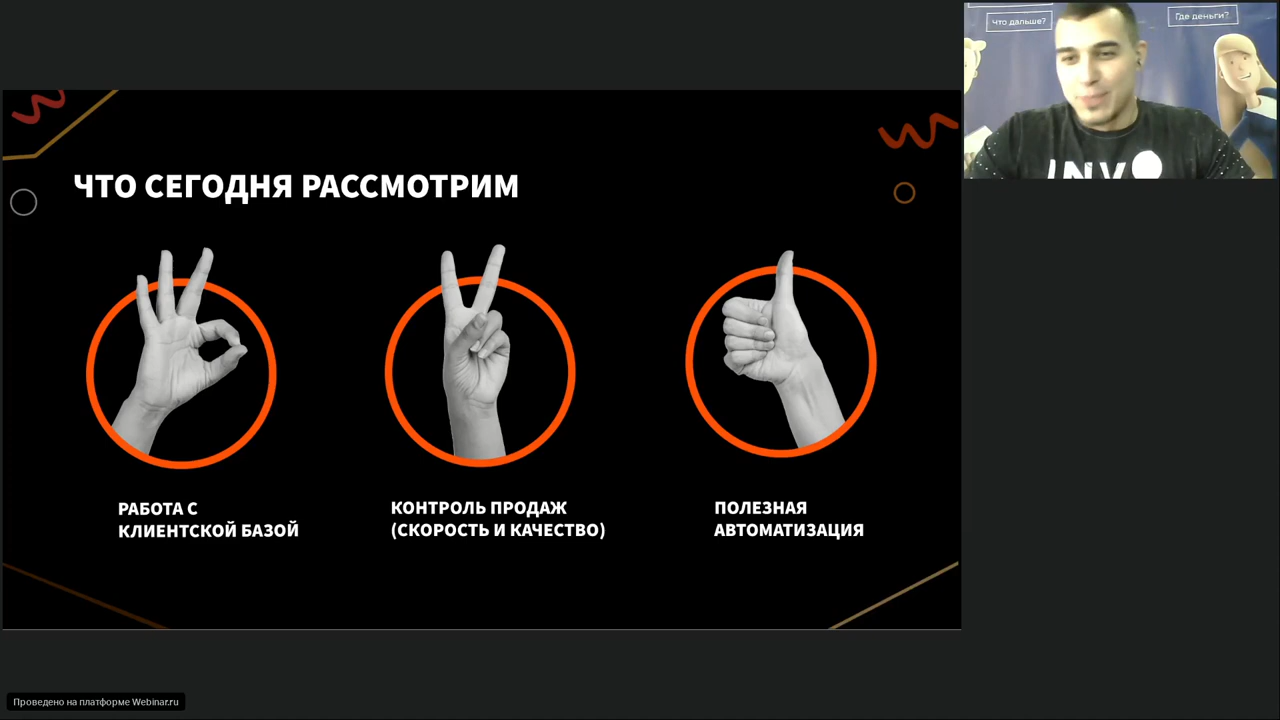 Что дальше?
Где деньги?
ЧТО СЕГОДНЯ РАССМОТРИМ
РАБОТА С
КЛИЕНТСКОЙ БАЗОЙ
КОНТРОЛЬ ПРОДАЖ
(СКОРОСТЬ И КАЧЕСТВО)
ПОЛЕЗНАЯ
АВТОМАТИЗАЦИЯ
Проведено на платформе Webinar.ru